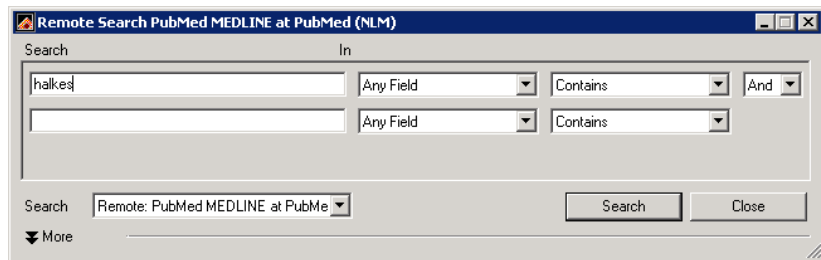 Remote Search PubMed MEDLINE at PubMed (NLM)
Search In
halkes Any Field Contains And
Any Field Contains
Search Remote: PubMed MEDLINE at PubMe Search Close
More